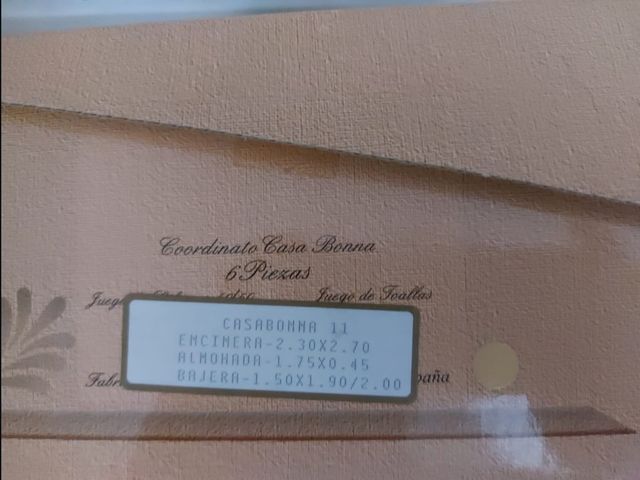 Coordinato Casa Bonna
6 Piezas
Juego de Toallas
CASABONNA 11
ENCINERA-2.30X2.70
ALMOHADA-1.75X0.45
BAJERA-1.50X1.90/2.00